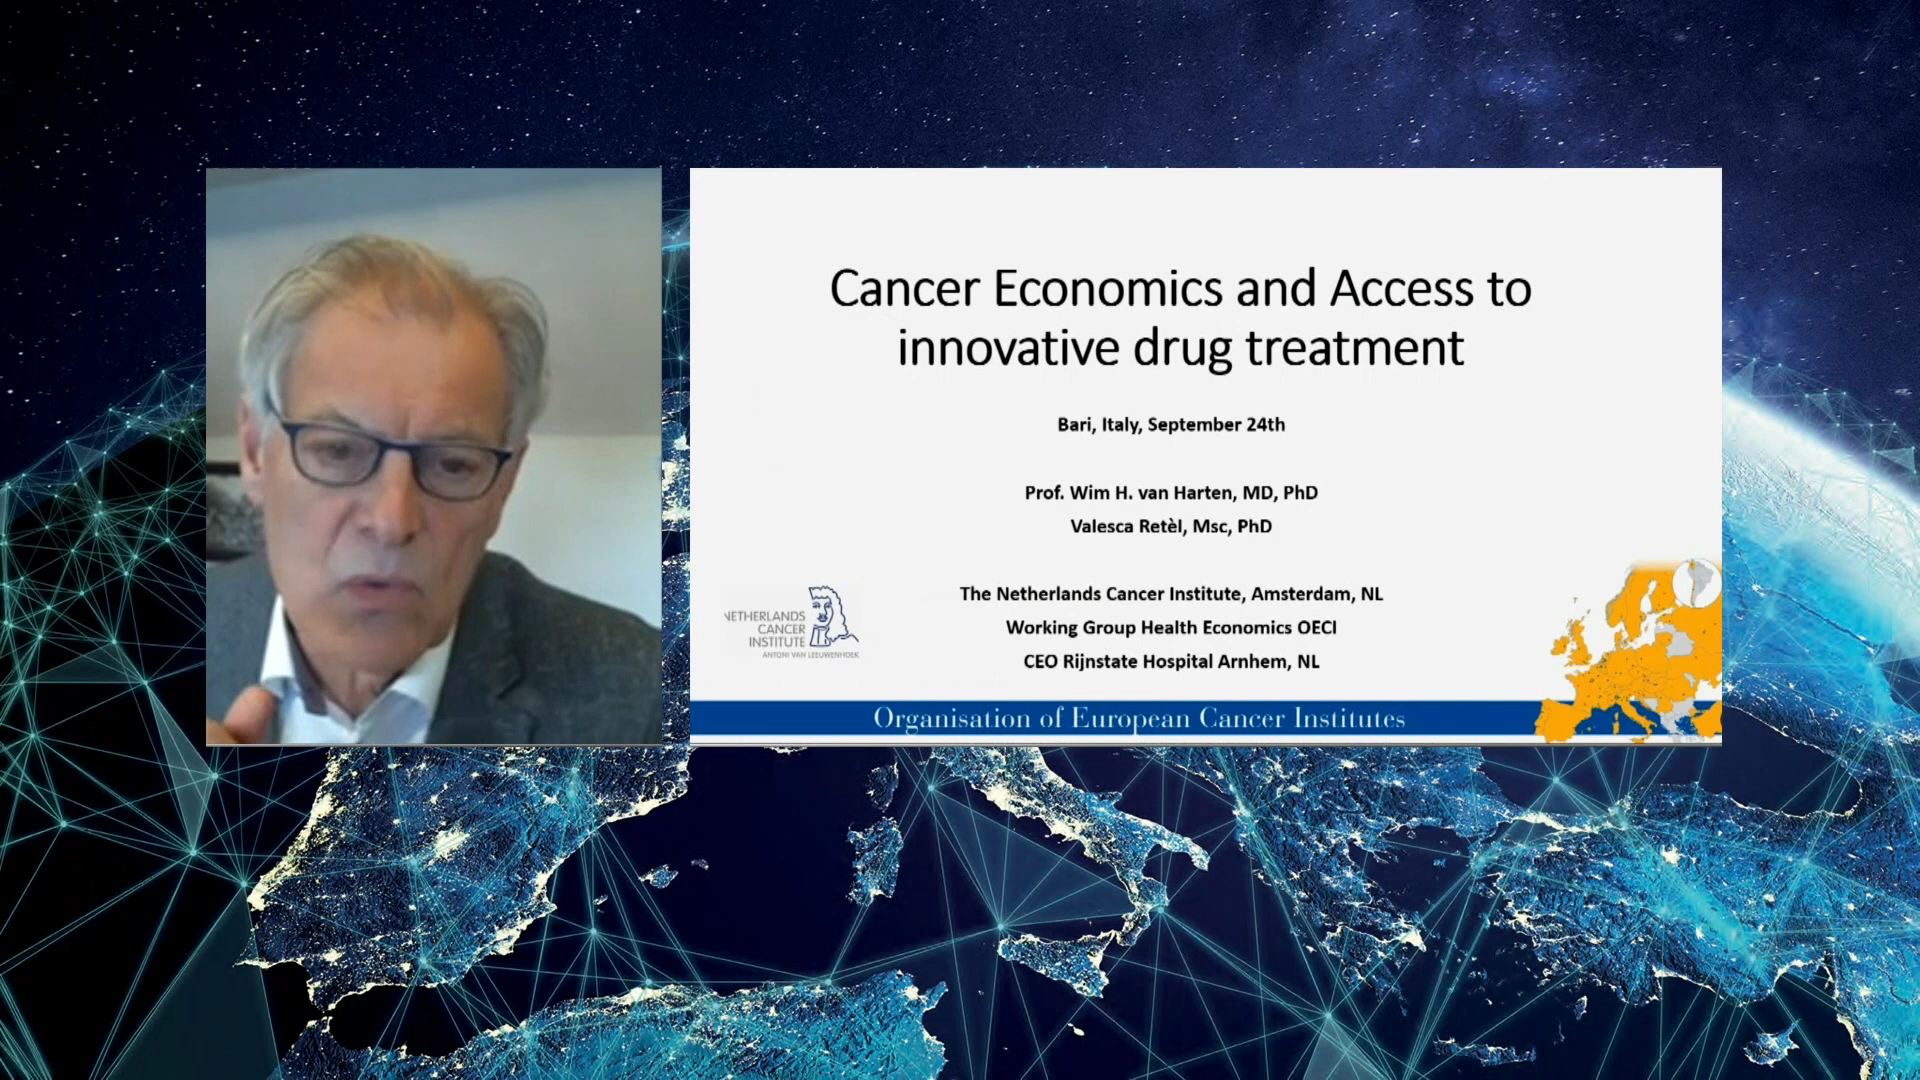 Cancer Economics and Access to
innovative drug treatment
Bari, Italy, September 24th
Prof. Wim H. van Harten, MD, PhD
Valesca Retèl, Msc, PhD
The Netherlands Cancer Institute, Amsterdam, NL
Working Group Health Economics OECI
CEO Rijnstate Hospital Arnhem, NL
NETHERLANDS
CANCER
INSTITUTE
ANTONI VAN LEEUWENHOEK
Organisation of European Cancer Institutes